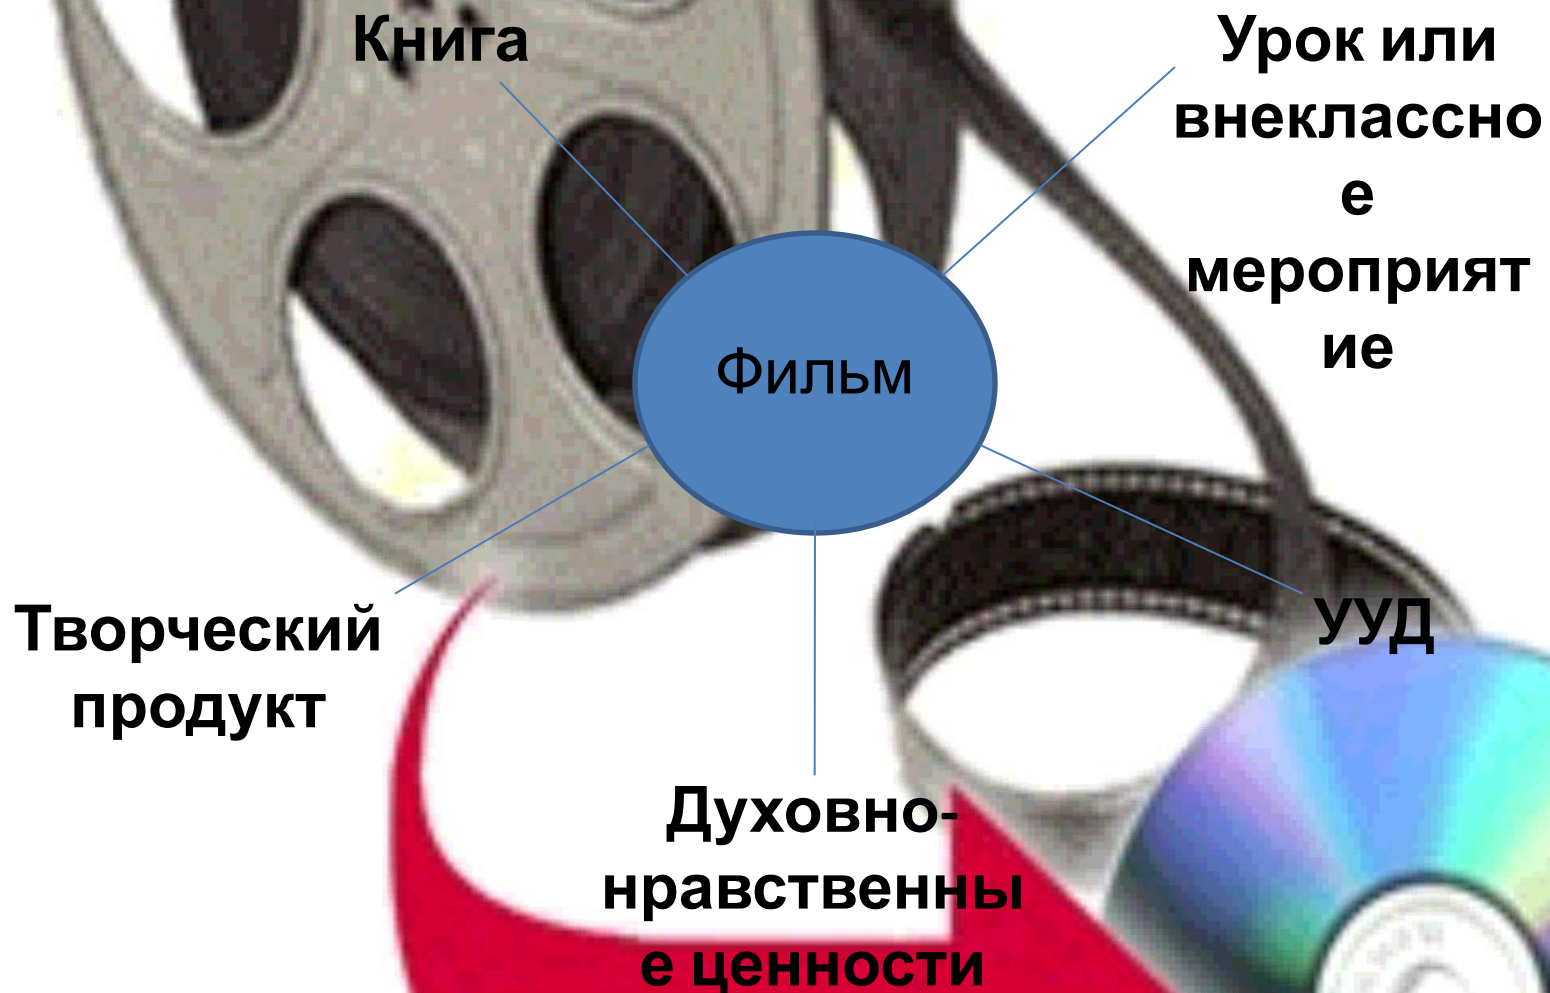 Книга
Урок или
внеклассно
е
мероприят
ие
Фильм
Творческий
продукт
УУД
Духовно-
нравственны
е ценности